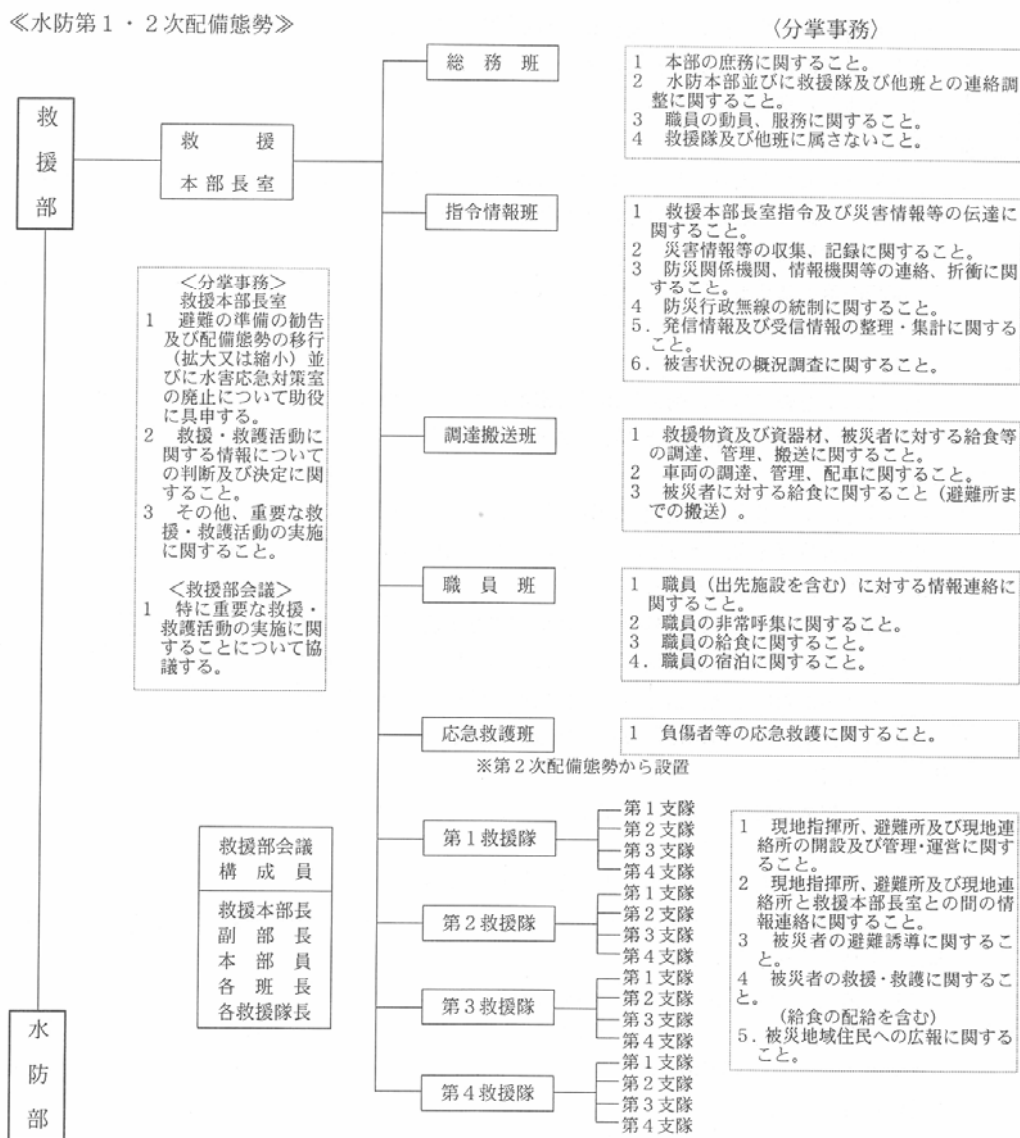 ≪水防第1・2次配備態勢≫
〈分掌事務〉
救援部
救援
本部長室
総務班
1 本部の庶務に関すること。
2 水防本部並びに救援隊及び他班との連絡調
整に関すること。
3 職員の動員、服務に関すること。
4 救援隊及び他班に属さないこと。
指令情報班
1 救援本部長室指令及び災害情報等の伝達に
関すること。
2 災害情報等の収集、記録に関すること。
3 防災関係機関、情報機関等の連絡、折衝に関
すること。
4 防災行政無線の統制に関すること。
5．発信情報及び受信情報の整理・集計に関する
こと。
6．被害状況の概況調査に関すること。
＜分掌事務＞
救援本部長室
1 避難の準備の勧告
及び配備態勢の移行
（拡大又は縮小）並
びに水害応急対策室
の廃止について助役
に具申する。
2 救援・救護活動に
関する情報について
の判断及び決定に関
すること。
3 その他、重要な救
援・救護活動の実施
に関すること。
＜救援部会議＞
1 特に重要な救援・
救護活動の実施に関
することについて協
議する。
調達搬送班
1 救援物資及び資器材、被災者に対する給食等
の調達、管理、搬送に関すること。
2 車両の調達、管理、配車に関すること。
3 被災者に対する給食に関すること（避難所ま
での搬送）。
職員班
1 職員（出先施設を含む）に対する情報連絡に
関すること。
2 職員の非常呼集に関すること。
3 職員の給食に関すること。
4．職員の宿泊に関すること。
応急救護班
1 負傷者等の応急救護に関すること。
※第2次配備態勢から設置
救援部会議
構成員
救援本部長
副部長
本部員
各班長
各救援隊長
第1救援隊
第1支隊
第2支隊
第3支隊
第4支隊
第2救援隊
第1支隊
第2支隊
第3支隊
第4支隊
第3救援隊
第1支隊
第2支隊
第3支隊
第4支隊
第4救援隊
第1支隊
第2支隊
第3支隊
第4支隊
1 現地指揮所、避難所及び現地連
絡所の開設及び管理・運営に関す
ること。
2 現地指揮所、避難所及び現地連
絡所と救援本部長室との間の情
報連絡に関すること。
3 被災者の避難誘導に関するこ
と。
4 被災者の救援・救護に関するこ
と。
（給食の配給を含む）
5．被災地域住民への広報に関する
こと。
水防部